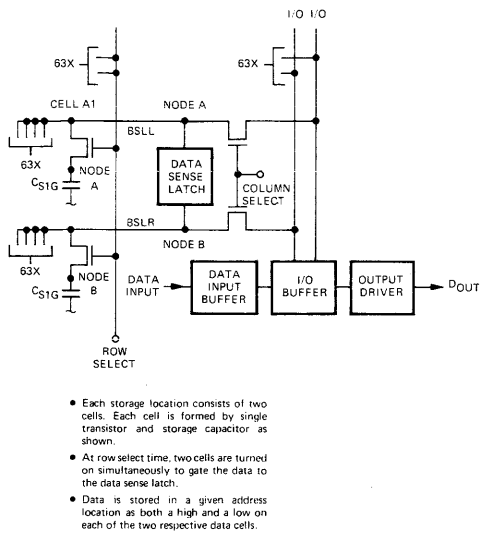 I/O I/O
63X
63X
CELL A1
NODE A
BSLL
63X
NODE
A
CS1G
DATA
SENSE
LATCH
COLUMN
SELECT
BSLR
NODE B
63X
NODE
B
CS1G
DATA
INPUT
DATA
INPUT
BUFFER
I/O
BUFFER
OUTPUT
DRIVER
DOUT
ROW
SELECT
● Each storage location consists of two
cells. Each cell is formed by single
transistor and storage capacitor as
shown.
● At row select time, two cells are turned
on simultaneously to gate the data to
the data sense latch.
● Data is stored in a given address
location as both a high and a low on
each of the two respective data cells.